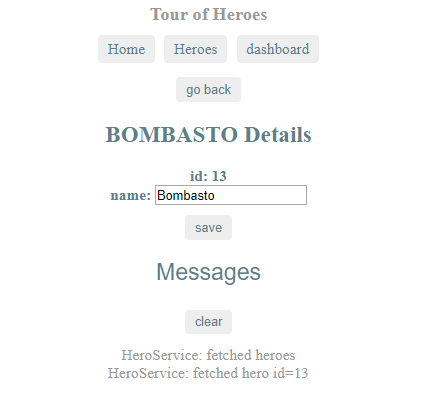 Tour of Heroes
Home Heroes dashboard
go back
BOMBASTO Details
id: 13
name: Bombasto
save
Messages
clear
HeroService: fetched heroes
HeroService: fetched hero id=13